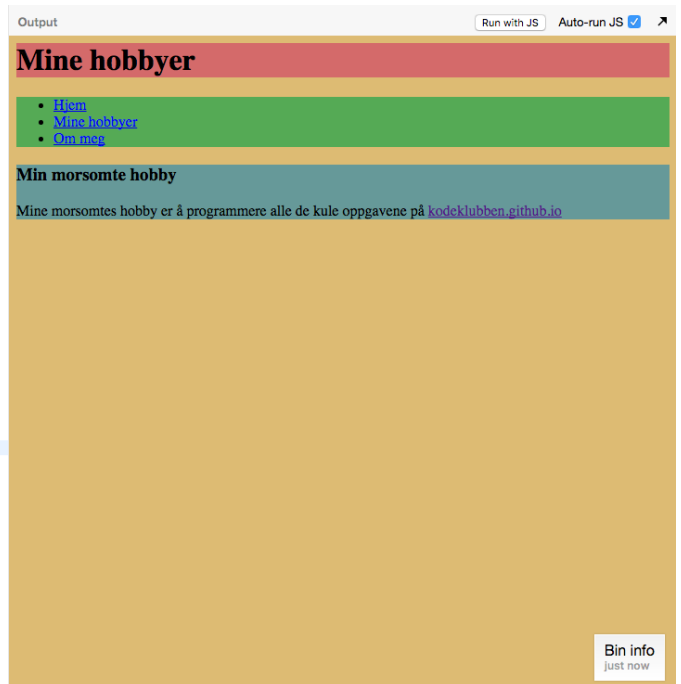 Output Run with JS Auto-run JS
Mine hobbyer
Hjem
Mine hobbyer
Om meg
Min morsomte hobby
Mine morsomtes hobby er å programmere alle de kule oppgavene på kodeklubben.github.io
Bin info
just now